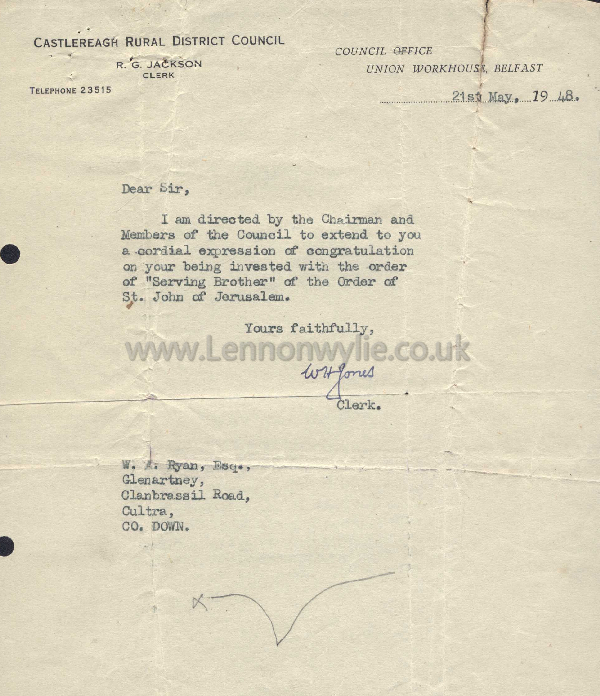 CASTLEREAGH RURAL DISTRICT COUNCIL
R. G. JACKSON
CLERK
TELEPHONE 23515
COUNCIL OFFICE
UNION WORKHOUSE, BELFAST
21st May, 1948.
Dear Sir,
I am directed by the Chairman and
Members of the Council to extend to you
a cordial expression of congratulation
on your being invested with the order
of "Serving Brother" of the Order of
St. John of Jerusalem.
Yours faithfully,
www.Lennonwylie.co.uk
WH Jones
Clerk.
W. Ryan, Esq.,
Glenartney,
Clanbrassil Road,
Cultra,
CO. DOWN.